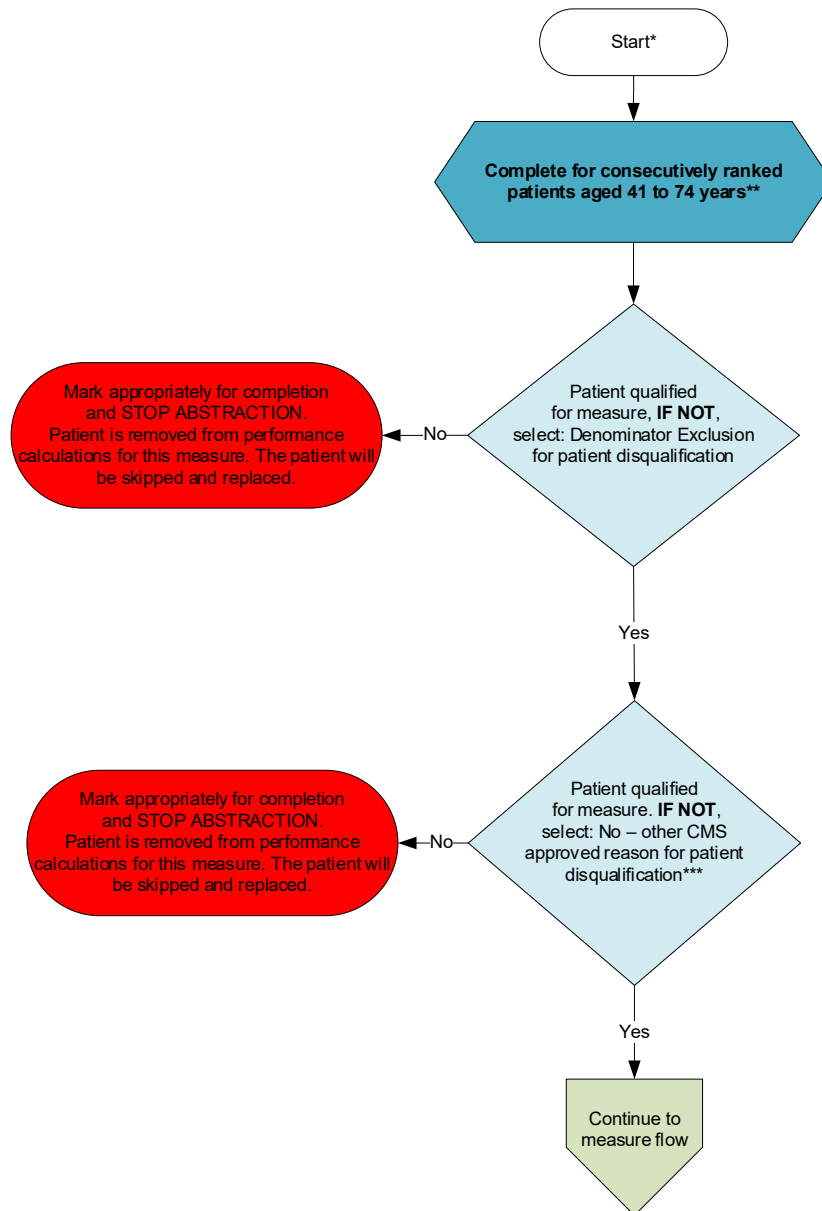 Start*
Complete for consecutively ranked
patients aged 41 to 74 years**
Patient qualified
for measure, IF NOT,
select: Denominator Exclusion
for patient disqualification
No
Mark appropriately for completion
and STOP ABSTRACTION.
Patient is removed from performance
calculations for this measure. The patient will
be skipped and replaced.
Yes
Patient qualified
for measure. IF NOT,
select: No – other CMS
approved reason for patient
disqualification***
No
Mark appropriately for completion
and STOP ABSTRACTION.
Patient is removed from performance
calculations for this measure. The patient will
be skipped and replaced.
Yes
Continue to
measure flow